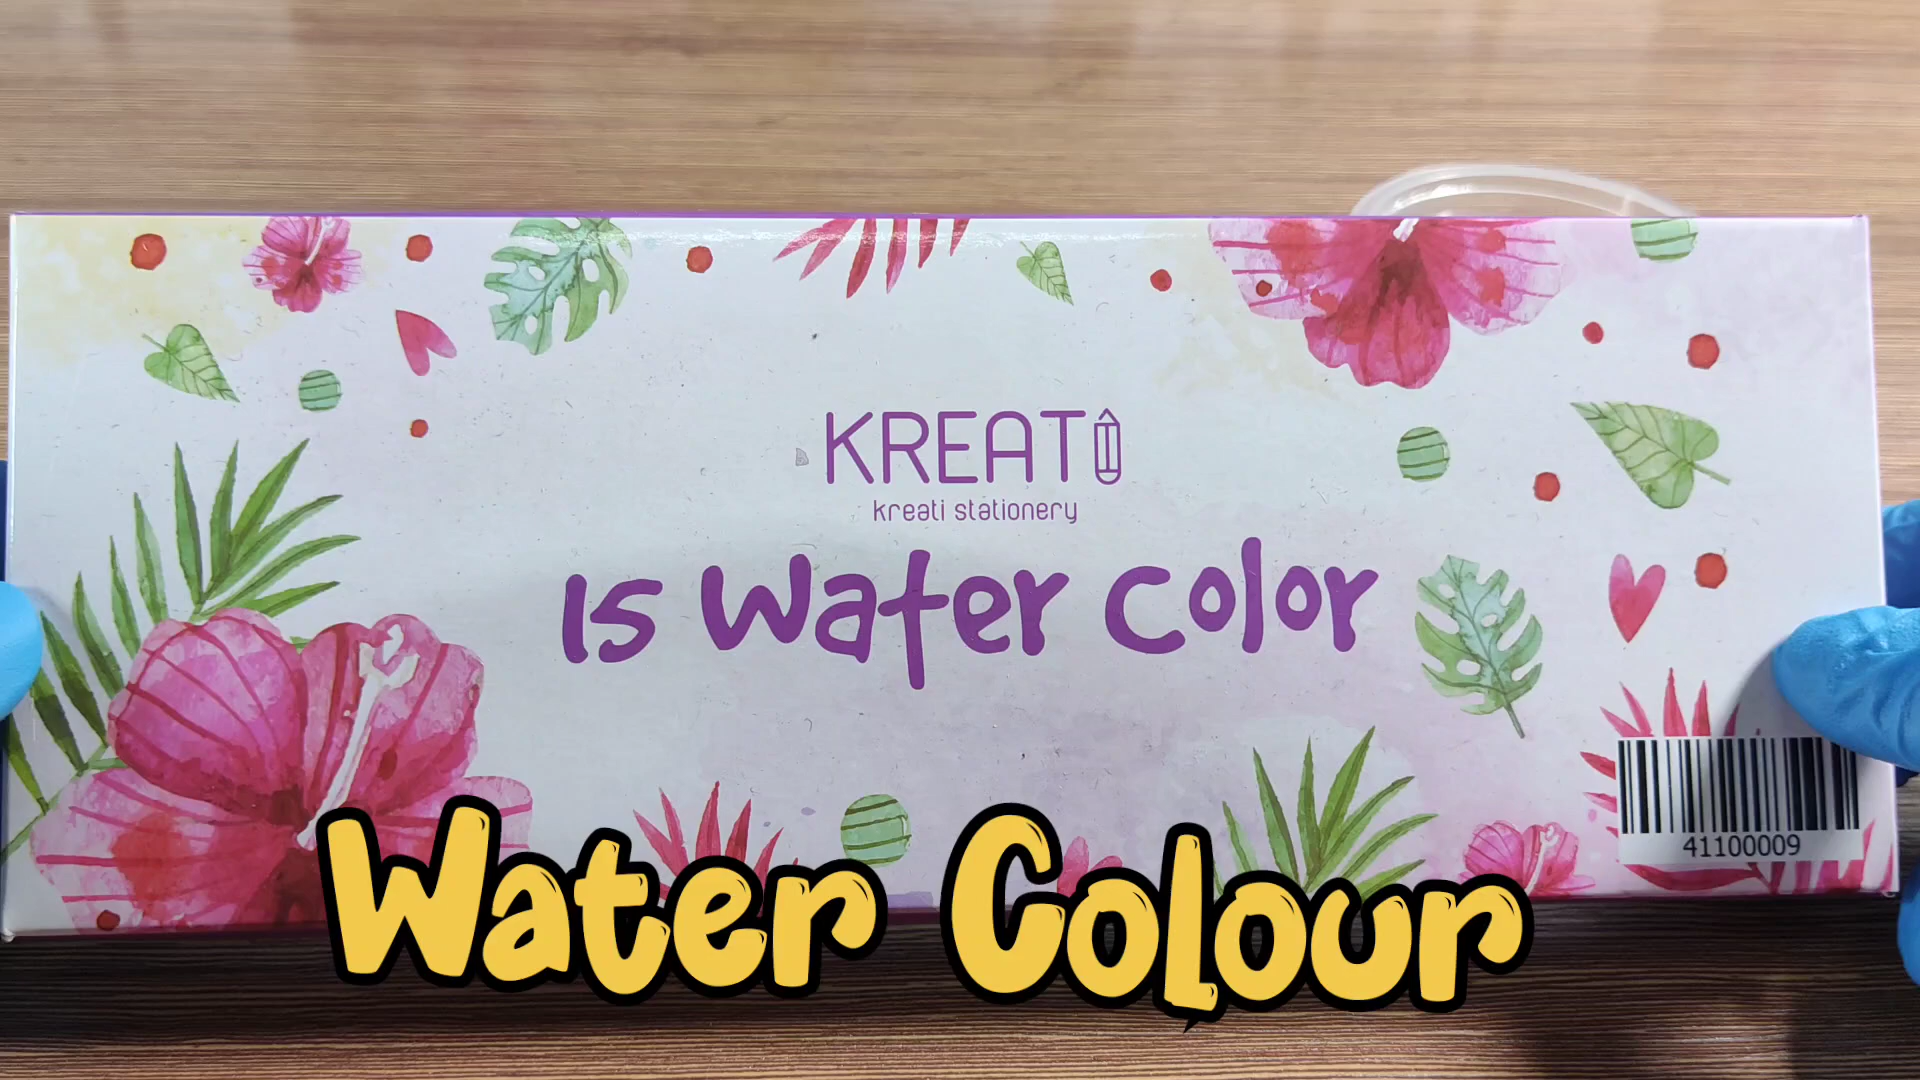 KREATI
kreati stationery
15 Water Color
41100009
Water Colour